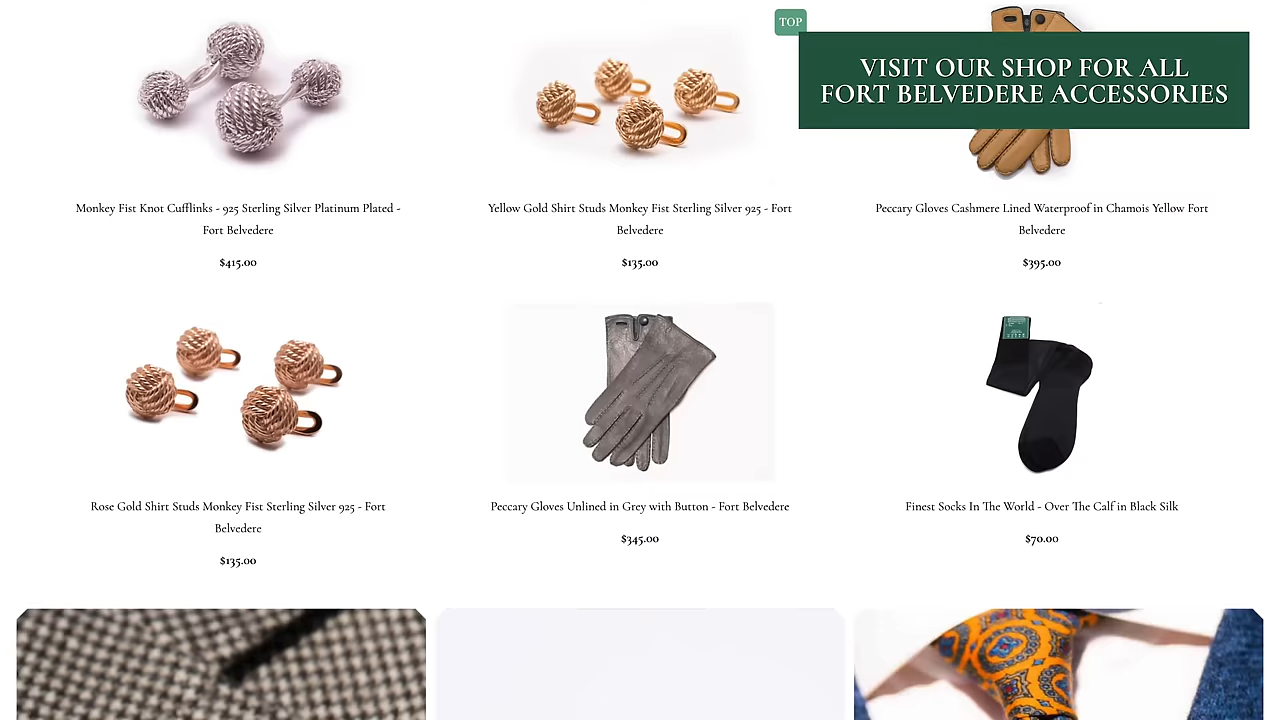 TOP
VISIT OUR SHOP FOR ALL
FORT BELVEDERE ACCESSORIES
Monkey Fist Knot Cufflinks - 925 Sterling Silver Platinum Plated -
Fort Belvedere
$415.00
Yellow Gold Shirt Studs Monkey Fist Sterling Silver 925 - Fort
Belvedere
$135.00
Peccary Gloves Cashmere Lined Waterproof in Chamois Yellow Fort
Belvedere
$395.00
Rose Gold Shirt Studs Monkey Fist Sterling Silver 925 - Fort
Belvedere
$135.00
Peccary Gloves Unlined in Grey with Button - Fort Belvedere
$345.00
Finest Socks In The World - Over The Calf in Black Silk
$70.00